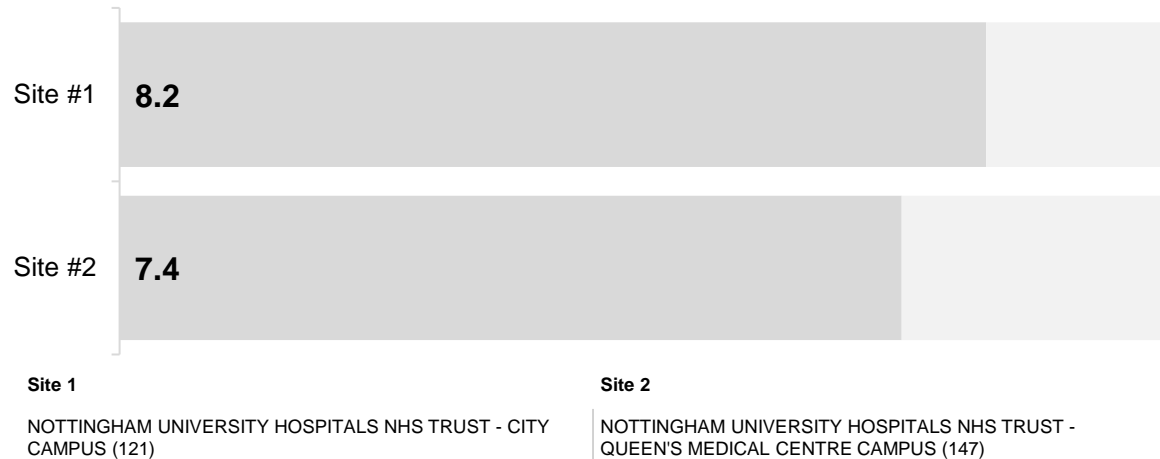 Site #1
8.2
Site #2
7.4
Site 1
NOTTINGHAM UNIVERSITY HOSPITALS NHS TRUST - CITY
CAMPUS (121)
Site 2
NOTTINGHAM UNIVERSITY HOSPITALS NHS TRUST -
QUEEN'S MEDICAL CENTRE CAMPUS (147)